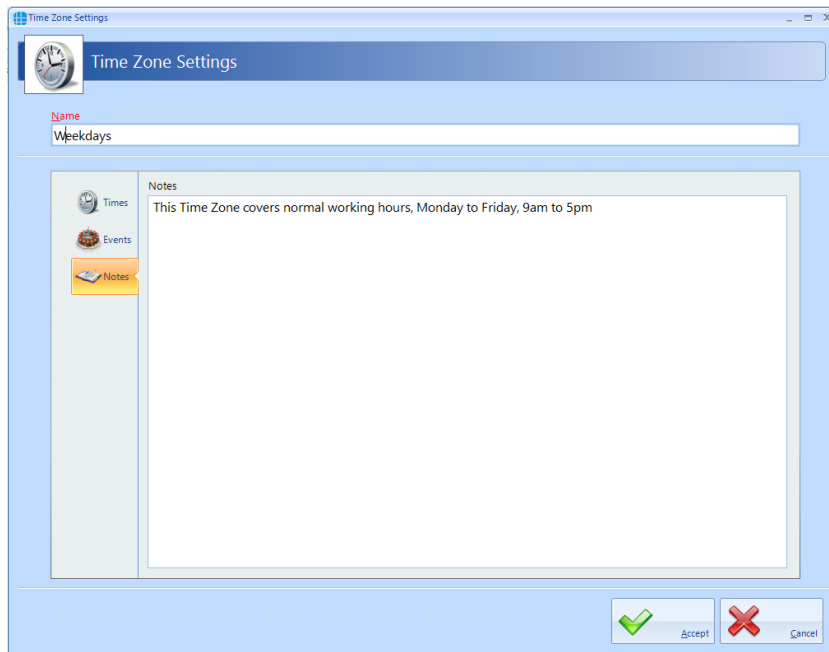 Time Zone Settings
Time Zone Settings
Name
Weekdays
Times
Events
Notes
Notes
This Time Zone covers normal working hours, Monday to Friday, 9am to 5pm
Accept
Cancel